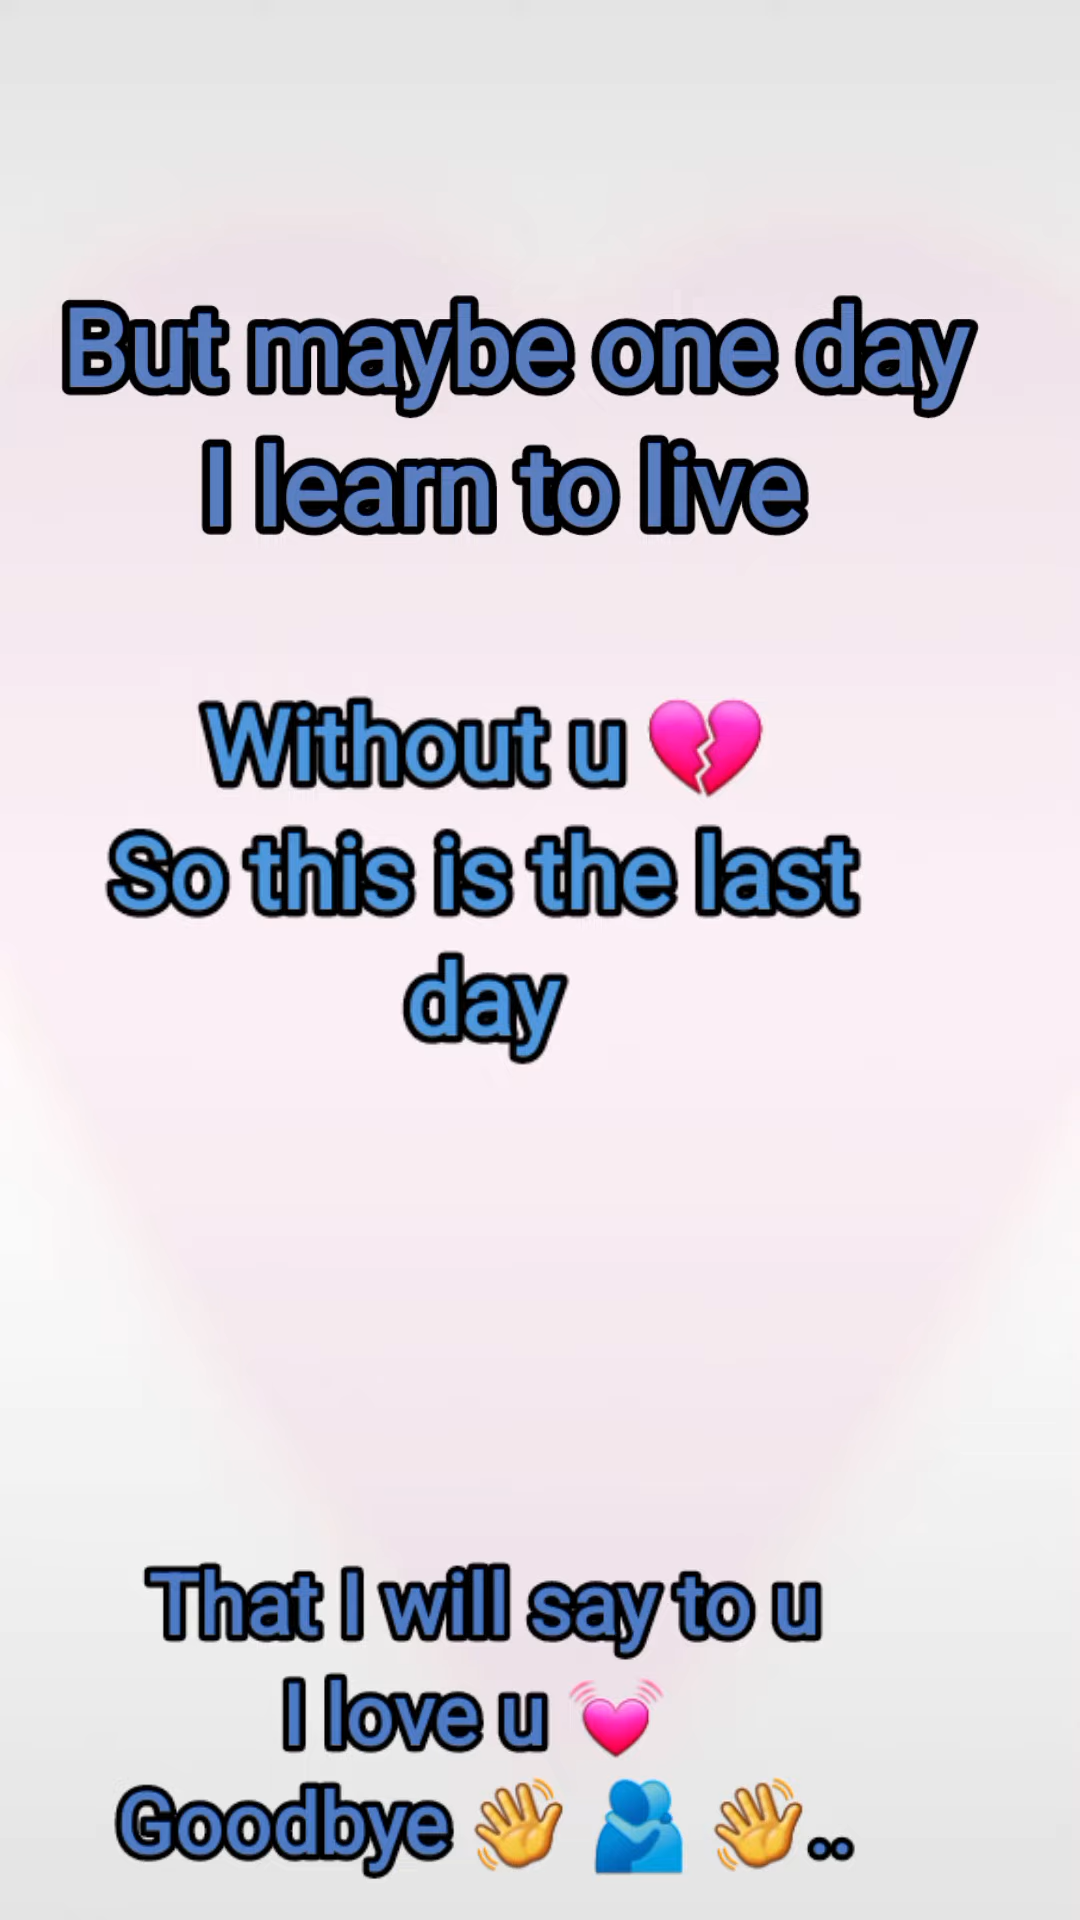 But maybe one day
I learn to live
Without u 💔
So this is the last
day
That I will say to u
I love u 💓
Goodbye 👋 🫂 👋..